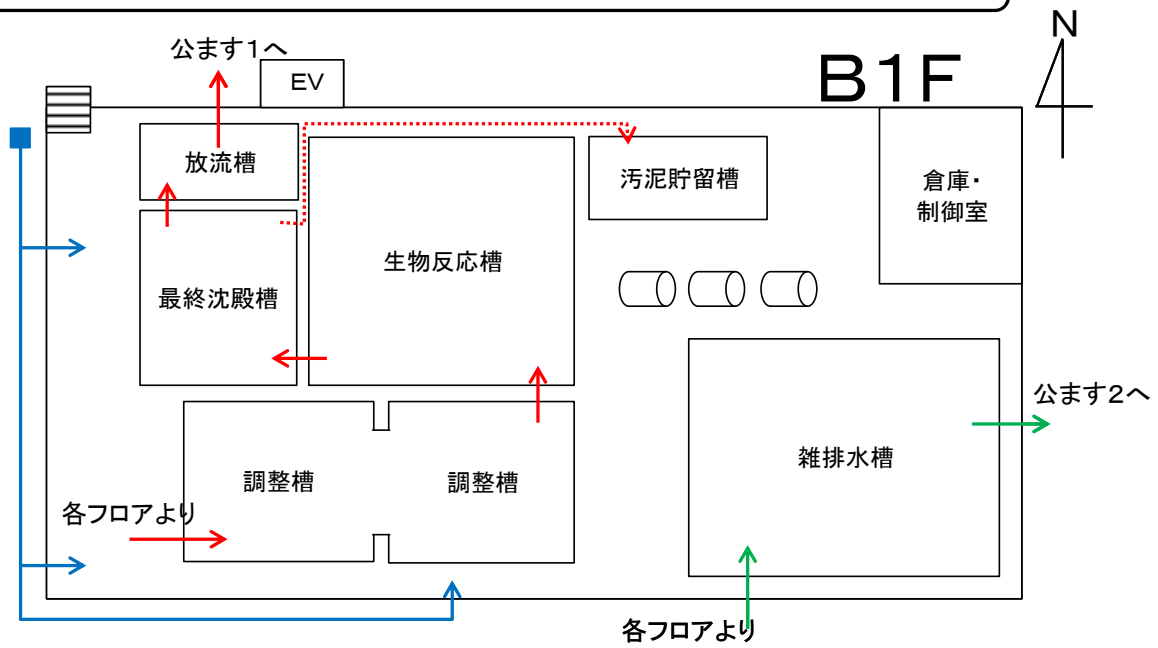 N
公ます1へ
EV
B1F
放流槽
汚泥貯留槽
倉庫・
制御室
生物反応槽
最終沈殿槽
公ます2へ
雑排水槽
調整槽
調整槽
各フロアより
各フロアより